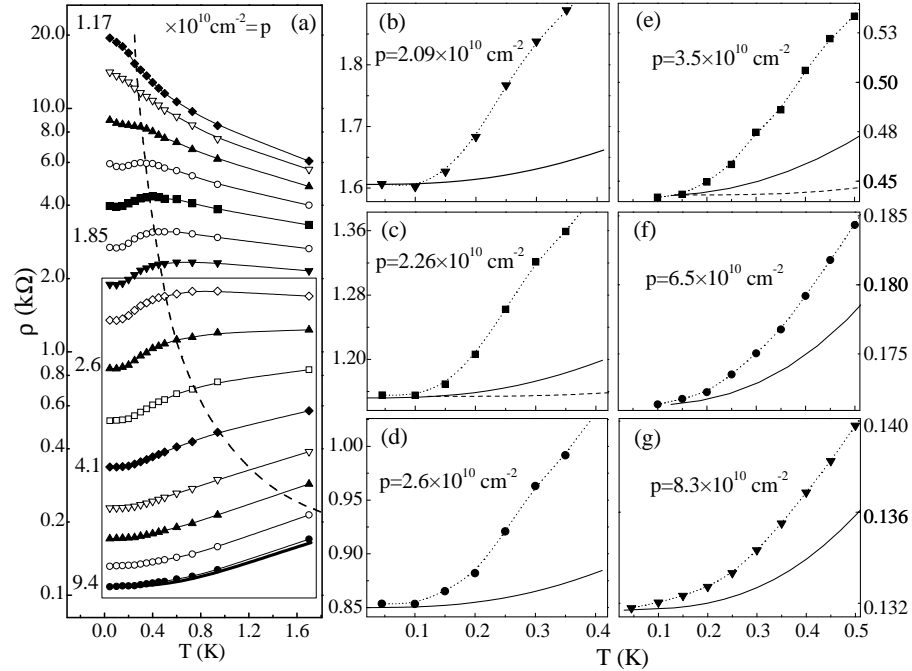 1.17 ×10¹⁰cm⁻²=p
20.0
10.0
8.0
6.0
4.0
1.85
2.0
2.6
1.0
0.8
0.6
0.4
4.1
0.2
9.4
0.1
ρ (kΩ)
(a)
0.0 0.4 0.8 1.2 1.6
T (K)
(b)
p=2.09×10¹⁰ cm⁻²
1.8
1.7
1.6
(c)
p=2.26×10¹⁰ cm⁻²
1.36
1.28
1.20
(d)
p=2.6×10¹⁰ cm⁻²
1.00
0.95
0.90
0.85
0.0 0.1 0.2 0.3 0.4
(e)
p=3.5×10¹⁰ cm⁻²
0.53
0.50
0.48
0.45
(f)
p=6.5×10¹⁰ cm⁻²
0.185
0.180
0.175
(g)
p=8.3×10¹⁰ cm⁻²
0.140
0.136
0.132
0.1 0.2 0.3 0.4 0.5
T (K)